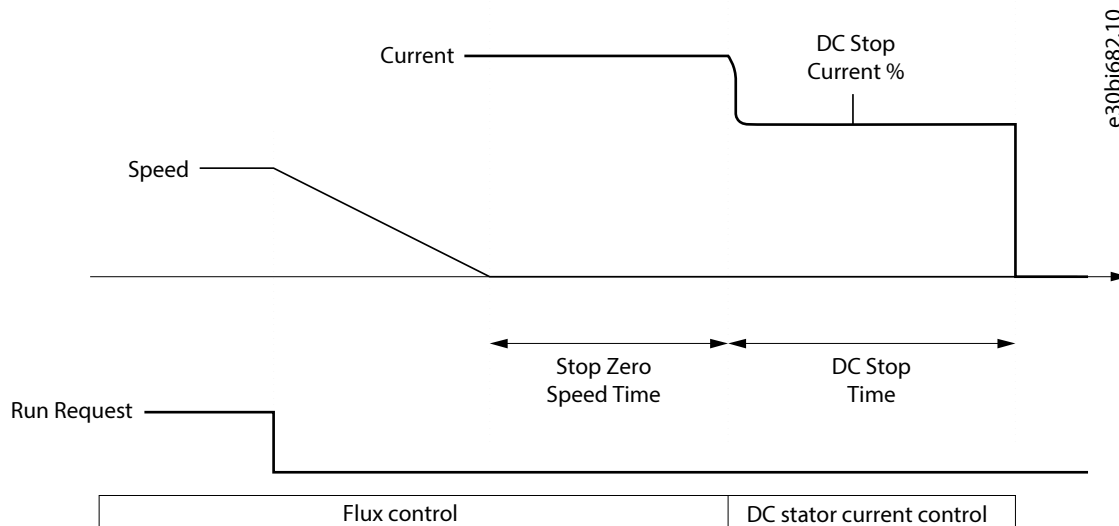 Current
DC Stop
Current %
e30bj682.10
Speed
Stop Zero
Speed Time
DC Stop
Time
Run Request
Flux control
DC stator current control